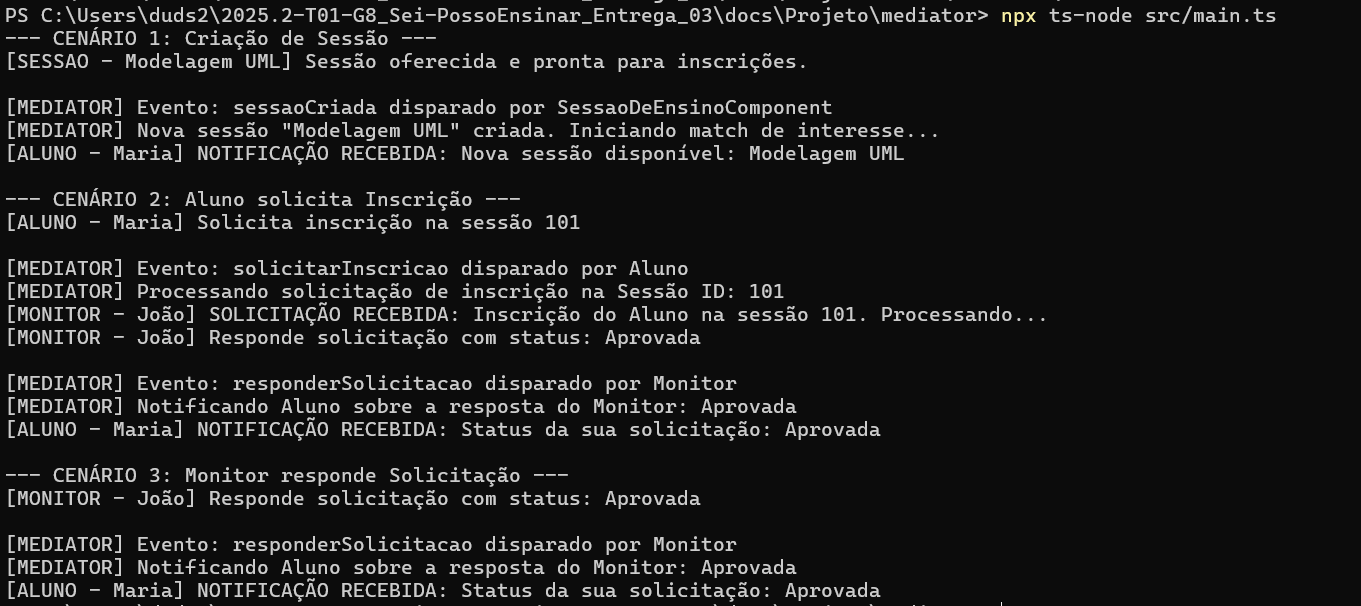 PS C:\Users\duds2\2025.2-T01-G8_Sei-PossoEnsinar_Entrega_03\docs\Projeto\mediator> npx ts-node src/main.ts
--- CENÁRIO 1: Criação de Sessão ---
[SESSAO - Modelagem UML] Sessão oferecida e pronta para inscrições.

[MEDIATOR] Evento: sessaoCriada disparado por SessaoDeEnsinoComponent
[MEDIATOR] Nova sessão "Modelagem UML" criada. Iniciando match de interesse...
[ALUNO - Maria] NOTIFICAÇÃO RECEBIDA: Nova sessão disponível: Modelagem UML

--- CENÁRIO 2: Aluno solicita Inscrição ---
[ALUNO - Maria] Solicita inscrição na sessão 101

[MEDIATOR] Evento: solicitarInscricao disparado por Aluno
[MEDIATOR] Processando solicitação de inscrição na Sessão ID: 101
[MONITOR - João] SOLICITAÇÃO RECEBIDA: Inscrição do Aluno na sessão 101. Processando...
[MONITOR - João] Responde solicitação com status: Aprovada

[MEDIATOR] Evento: responderSolicitacao disparado por Monitor
[MEDIATOR] Notificando Aluno sobre a resposta do Monitor: Aprovada
[ALUNO - Maria] NOTIFICAÇÃO RECEBIDA: Status da sua solicitação: Aprovada

--- CENÁRIO 3: Monitor responde Solicitação ---
[MONITOR - João] Responde solicitação com status: Aprovada

[MEDIATOR] Evento: responderSolicitacao disparado por Monitor
[MEDIATOR] Notificando Aluno sobre a resposta do Monitor: Aprovada
[ALUNO - Maria] NOTIFICAÇÃO RECEBIDA: Status da sua solicitação: Aprovada